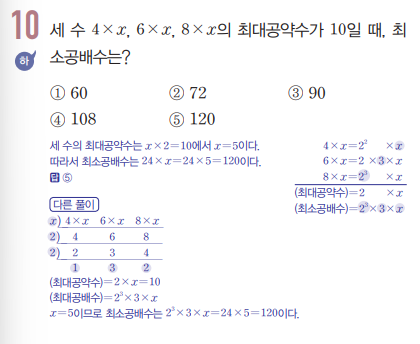 10
하
세 수 4×x, 6×x, 8×x의 최대공약수가 10일 때, 최
소공배수는?
① 60 ② 72 ③ 90
④ 108 ⑤ 120
세 수의 최대공약수는 x×2=10에서 x=5이다.
따라서 최소공배수는 24×x=24×5=120이다.
답 ⑤
4×x=2² ×x
6×x=2 ×3×x
8×x=2³ ×x
(최대공약수)=2 ×x
(최소공배수)=2³×3×x
다른 풀이
x) 4×x 6×x 8×x
2) 4 6 8
2) 2 3 4
1 3 2
(최대공약수)=2×x=10
(최대공배수)=2³×3×x
x=5이므로 최소공배수는 2³×3×x=24×5=120이다.